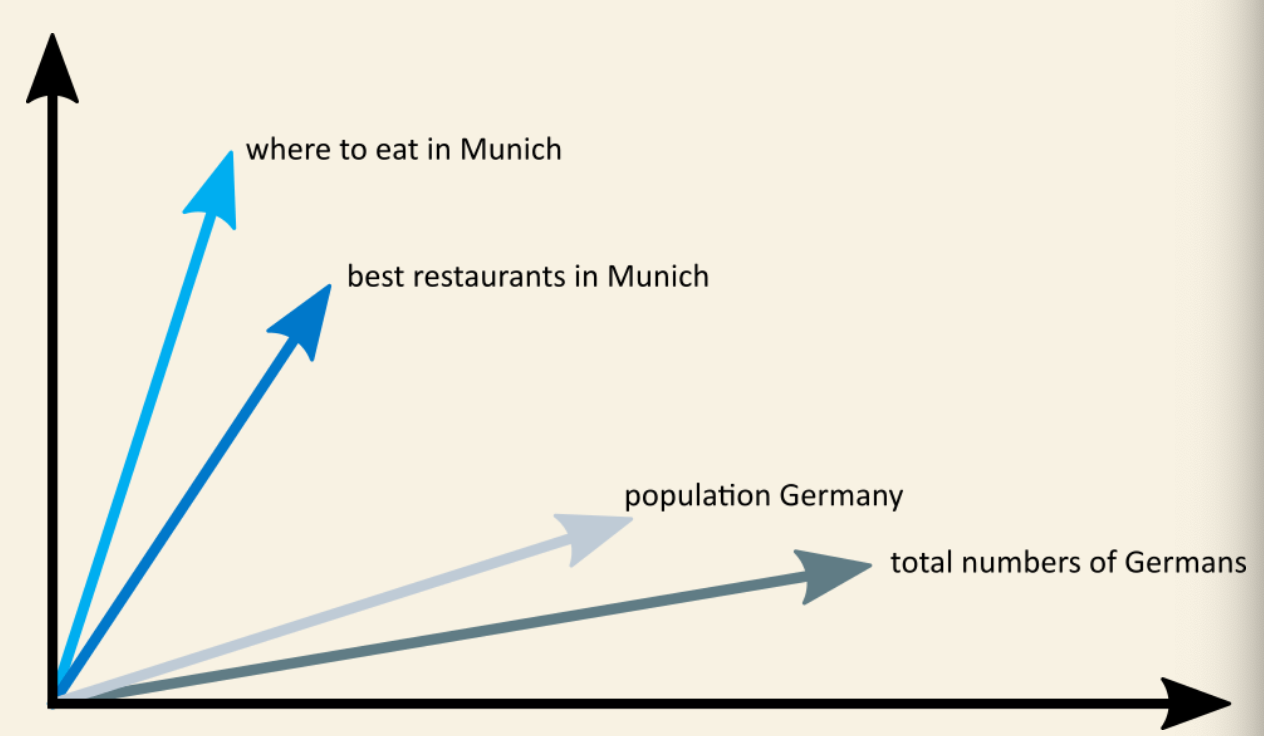 where to eat in Munich
best restaurants in Munich
population Germany
total numbers of Germans